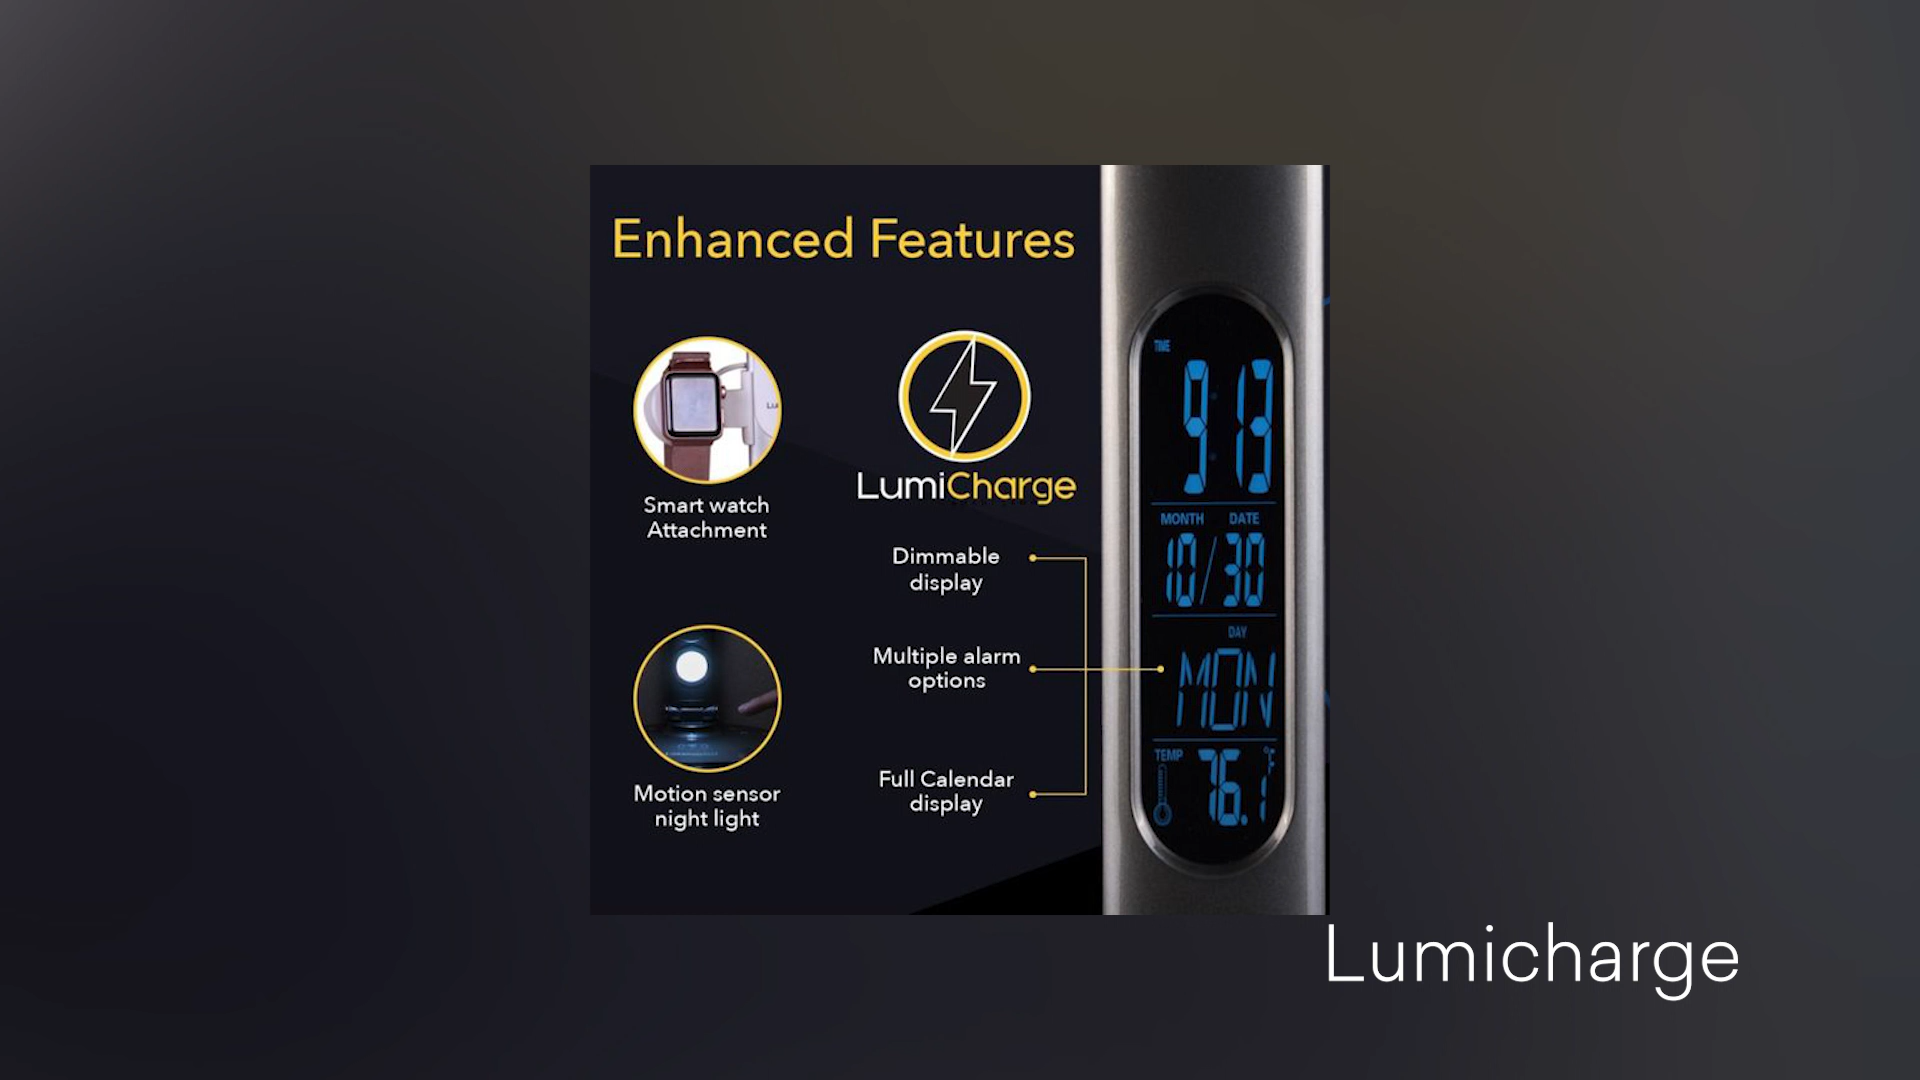 Enhanced Features
Smart watch
Attachment
Motion sensor
night light
LumiCharge
Dimmable
display
Multiple alarm
options
Full Calendar
display
TIME
9:13
MONTH DATE
10/30
DAY
MON
TEMP
76.1 °F
Lumicharge